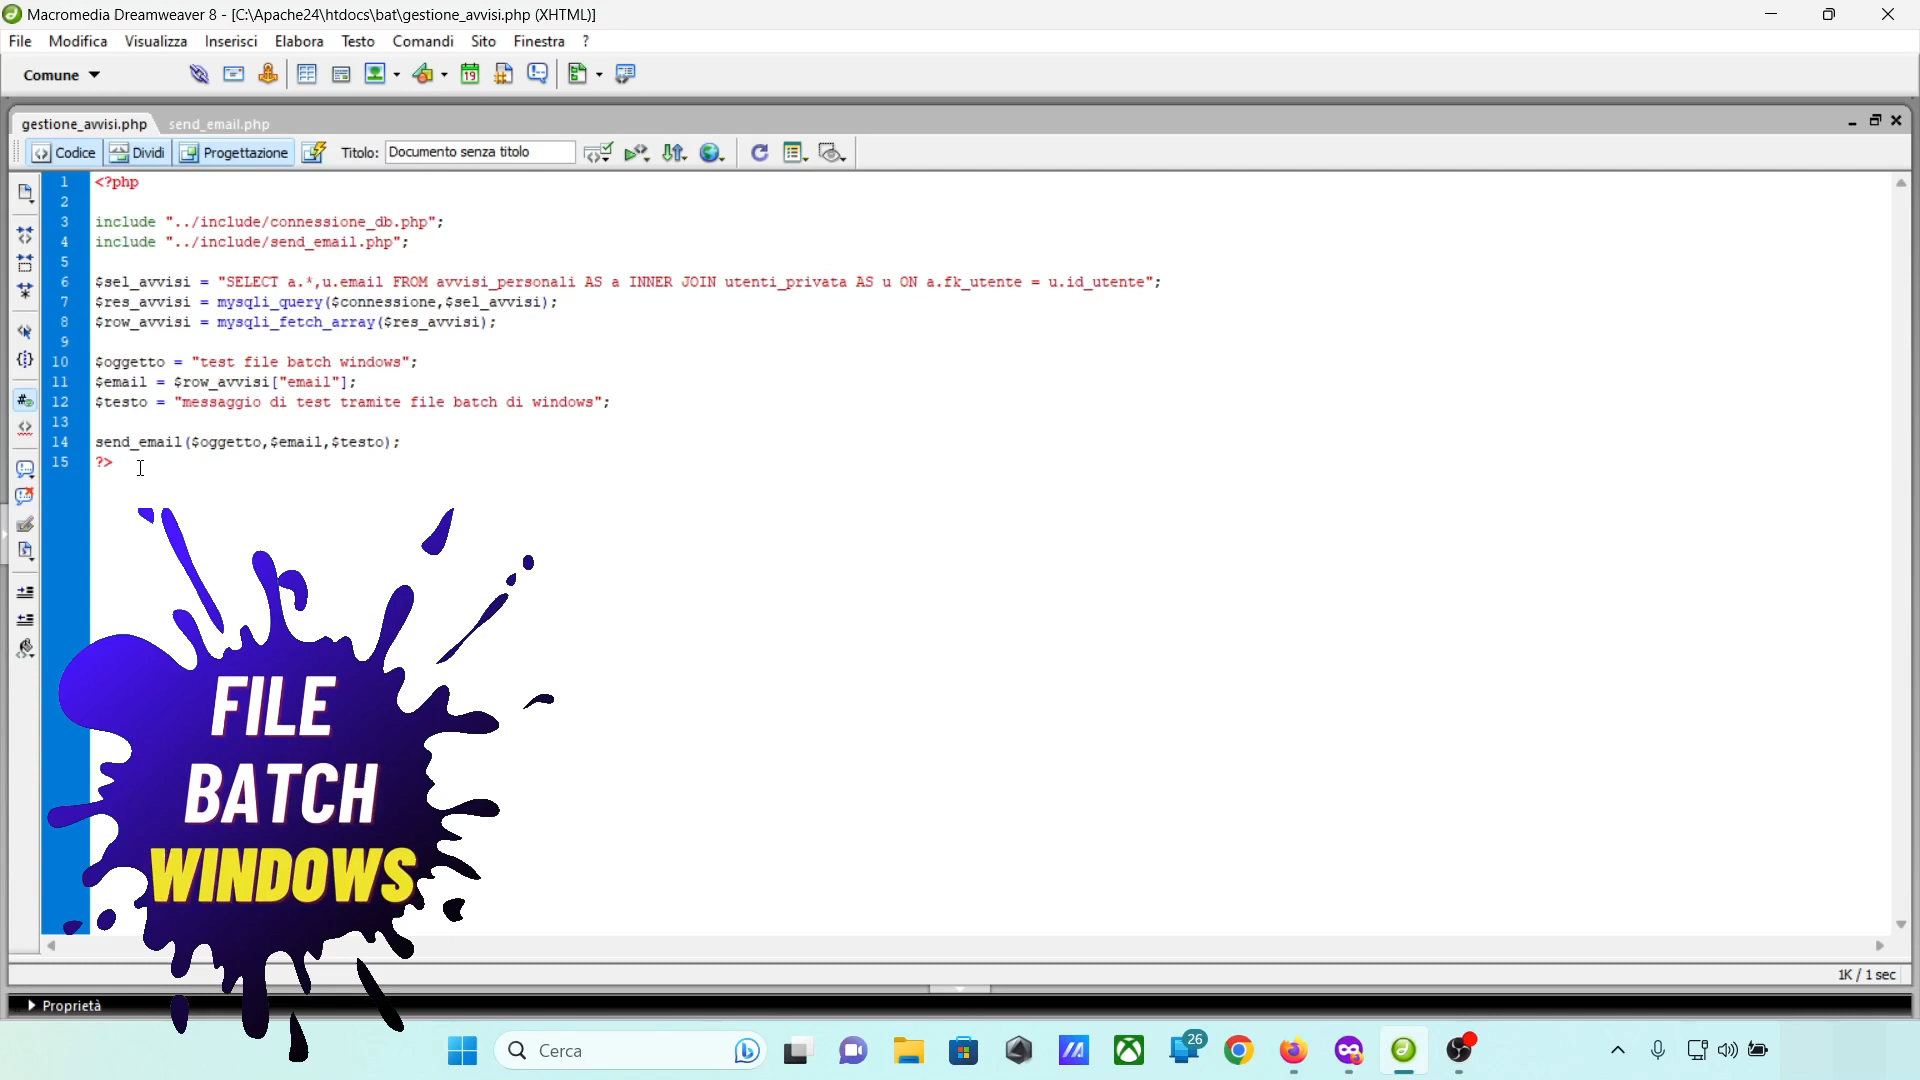 Macromedia Dreamweaver 8 - [C:\Apache24\htdocs\bat\gestione_avvisi.php (XHTML)]
File Modifica Visualizza Inserisci Elabora Testo Comandi Sito Finestra ?
Comune
19
gestione_avvisi.php send_email.php
Codice Dividi Progettazione Titolo: Documento senza titolo
1 <?php
2
3 include "../include/connessione_db.php";
4 include "../include/send_email.php";
5
6 $sel_avvisi = "SELECT a.*,u.email FROM avvisi_personali AS a INNER JOIN utenti_privata AS u ON a.fk_utente = u.id_utente";
7 $res_avvisi = mysqli_query($connessione,$sel_avvisi);
8 $row_avvisi = mysqli_fetch_array($res_avvisi);
9
10 $oggetto = "test file batch windows";
11 $email = $row_avvisi["email"];
12 $testo = "messaggio di test tramite file batch di windows";
13
14 send_email($oggetto,$email,$testo);
15 ?>
FILE
BATCH
WINDOWS
1K / 1 sec
Proprietà
Cerca
26